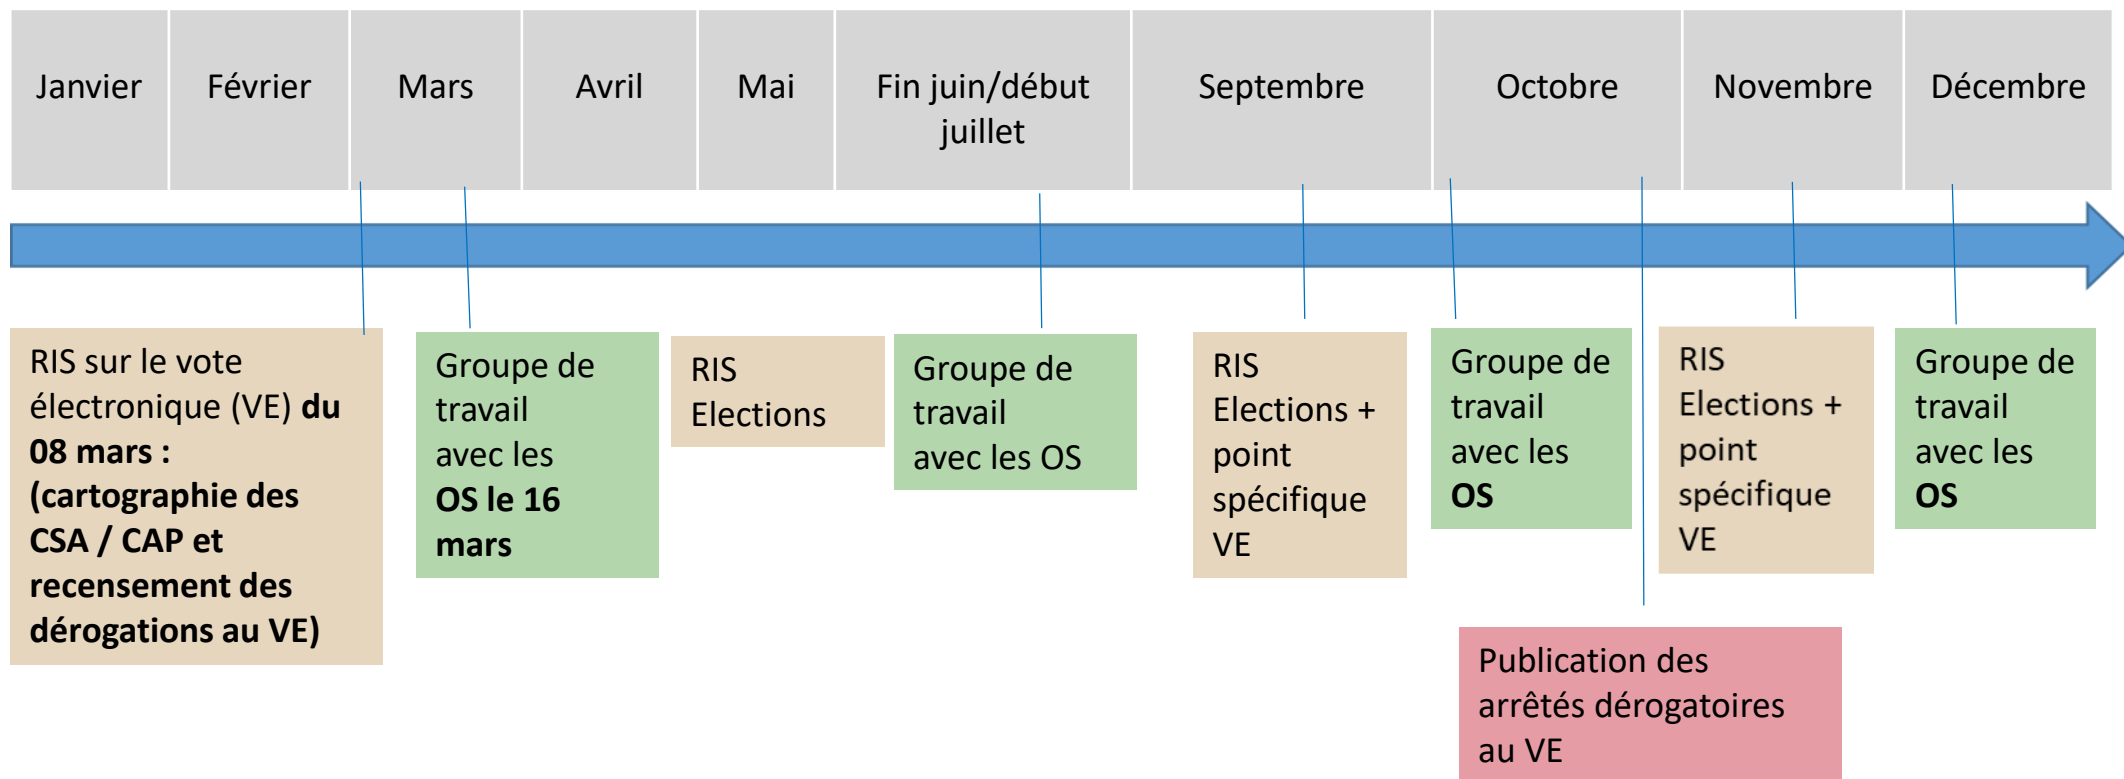 Janvier
Février
Mars
Avril
Mai
Fin juin/début
juillet
Septembre
Octobre
Novembre
Décembre
RIS sur le vote
électronique (VE) du
08 mars :
(cartographie des
CSA / CAP et
recensement des
dérogations au VE)
Groupe de
travail
avec les
OS le 16
mars
RIS
Elections
Groupe de
travail
avec les OS
RIS
Elections +
point
spécifique
VE
Groupe de
travail
avec les
OS
RIS
Elections +
point
spécifique
VE
Groupe de
travail
avec les
OS
Publication des
arrêtés dérogatoires
au VE